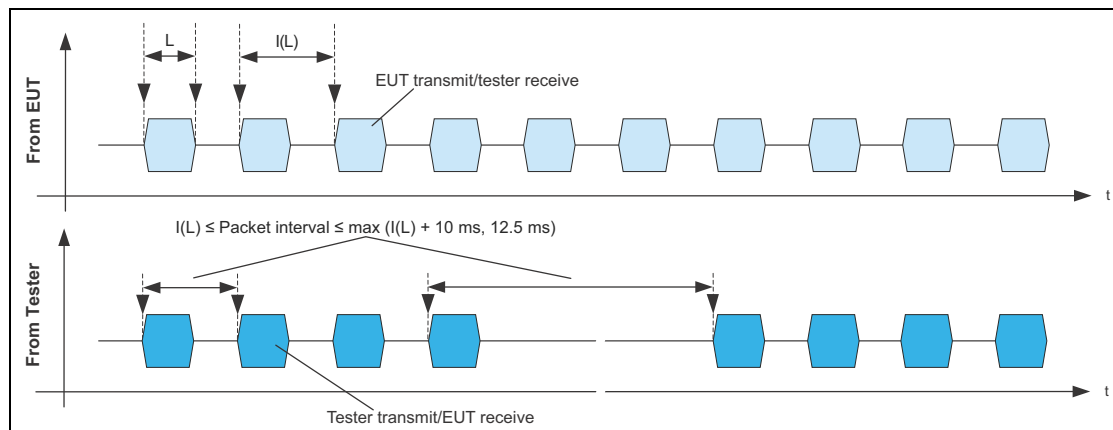 L
I(L)
EUT transmit/tester receive
From EUT
t
I(L) ≤ Packet interval ≤ max (I(L) + 10 ms, 12.5 ms)
From Tester
t
Tester transmit/EUT receive